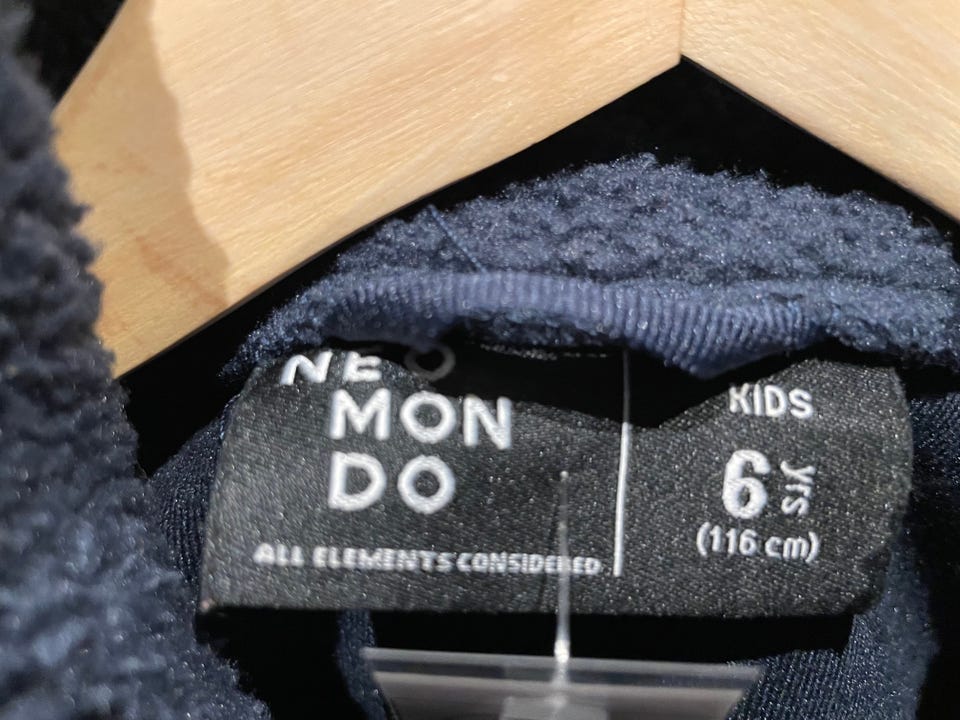 NE
MON
DO
ALL ELEMENTS CONSIDERED
KIDS
6 yrs
(116 cm)